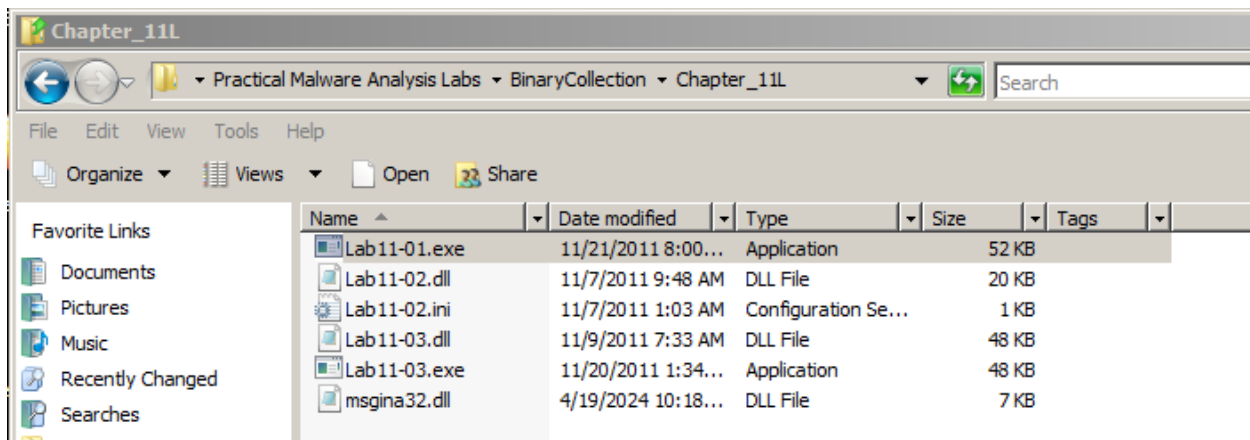 Chapter_11L
Practical Malware Analysis Labs BinaryCollection Chapter_11L Search
File Edit View Tools Help
Organize Views Open Share
Favorite Links
Documents
Pictures
Music
Recently Changed
Searches
Name Date modified Type Size Tags
Lab11-01.exe 11/21/2011 8:00... Application 52 KB
Lab11-02.dll 11/7/2011 9:48 AM DLL File 20 KB
Lab11-02.ini 11/7/2011 1:03 AM Configuration Se... 1 KB
Lab11-03.dll 11/9/2011 7:33 AM DLL File 48 KB
Lab11-03.exe 11/20/2011 1:34... Application 48 KB
msgina32.dll 4/19/2024 10:18... DLL File 7 KB